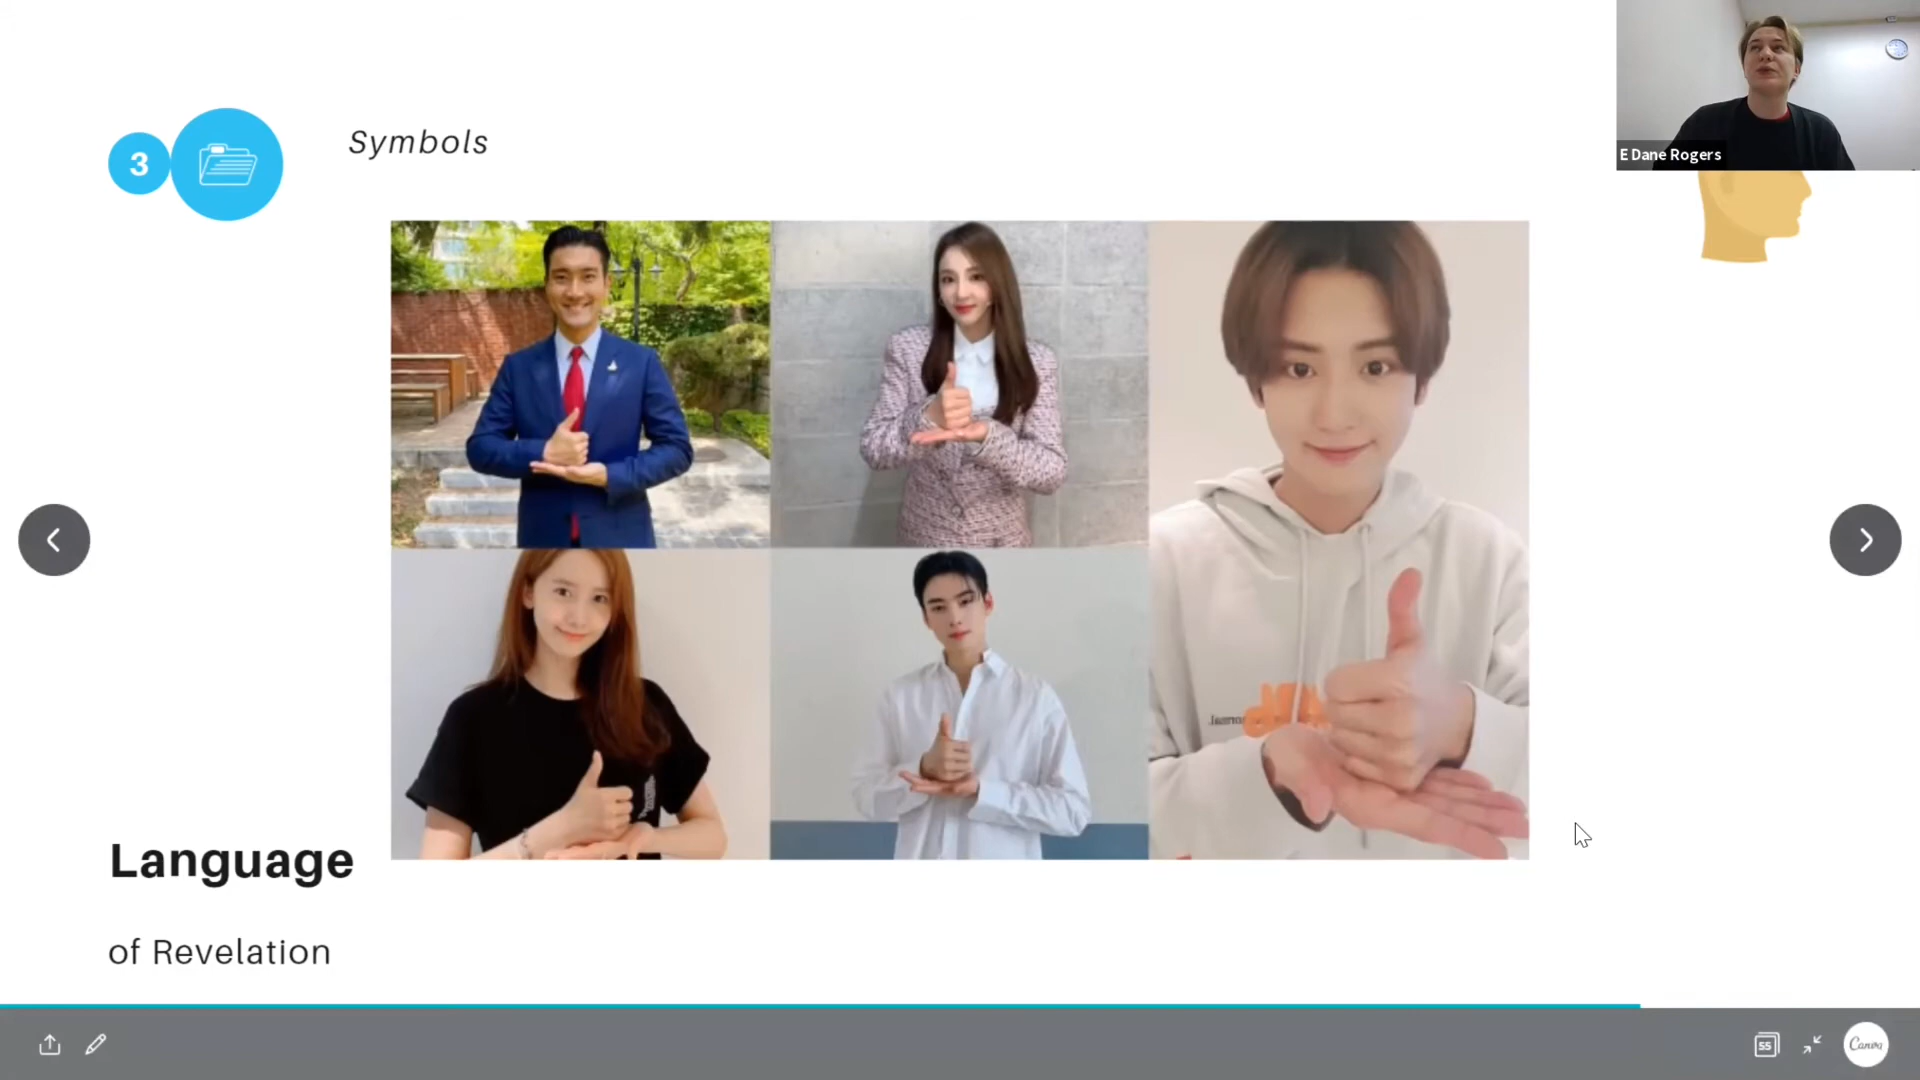 E Dane Rogers
3
Symbols
Language
of Revelation
55
Canva